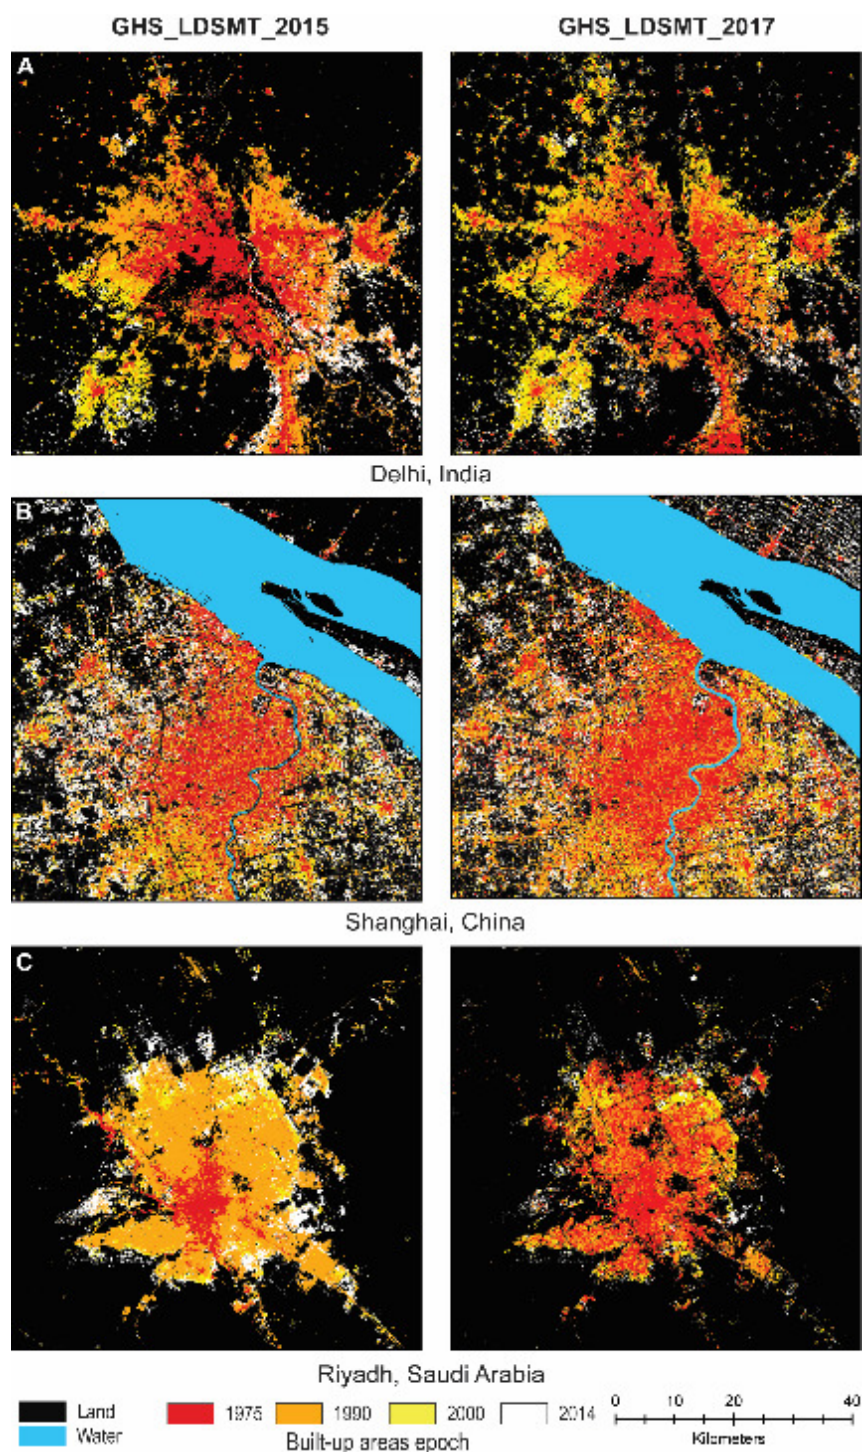 GHS_LDSMT_2015 GHS_LDSMT_2017
A
Delhi, India
B
Shanghai, China
C
Riyadh, Saudi Arabia
Land 1975 1990 2000 2014 0 10 20 40
Water Built-up areas epoch Kilometers